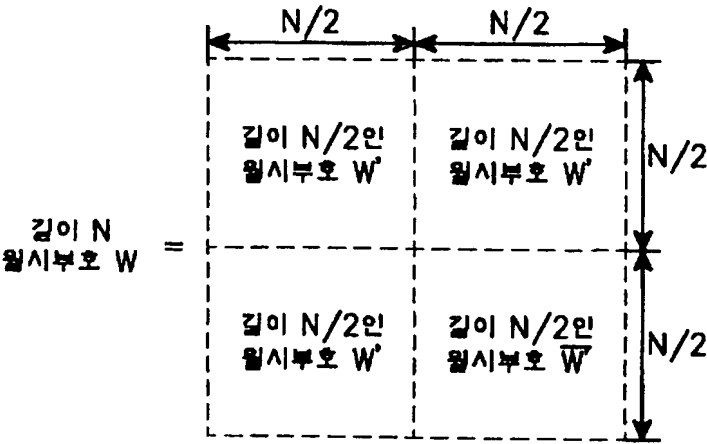 N/2 N/2
길이 N/2인
월시부호 W'
길이 N/2인
월시부호 W'
N/2
길이 N
월시부호 W
=
길이 N/2인
월시부호 W'
길이 N/2인
월시부호 W̅'
N/2